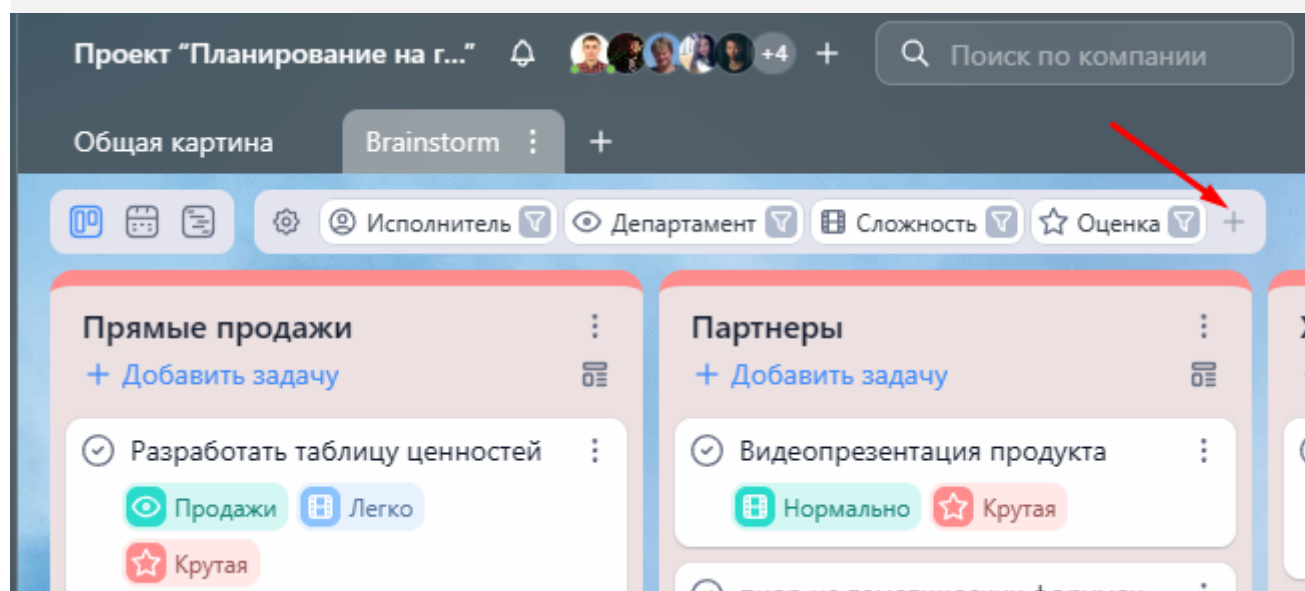 Проект “Планирование на г...” +4 Поиск по компании
Общая картина Brainstorm
Исполнитель Департамент Сложность Оценка
Прямые продажи
+ Добавить задачу
Разработать таблицу ценностей
Продажи Легко
Крутая
Партнеры
+ Добавить задачу
Видеопрезентация продукта
Нормально Крутая